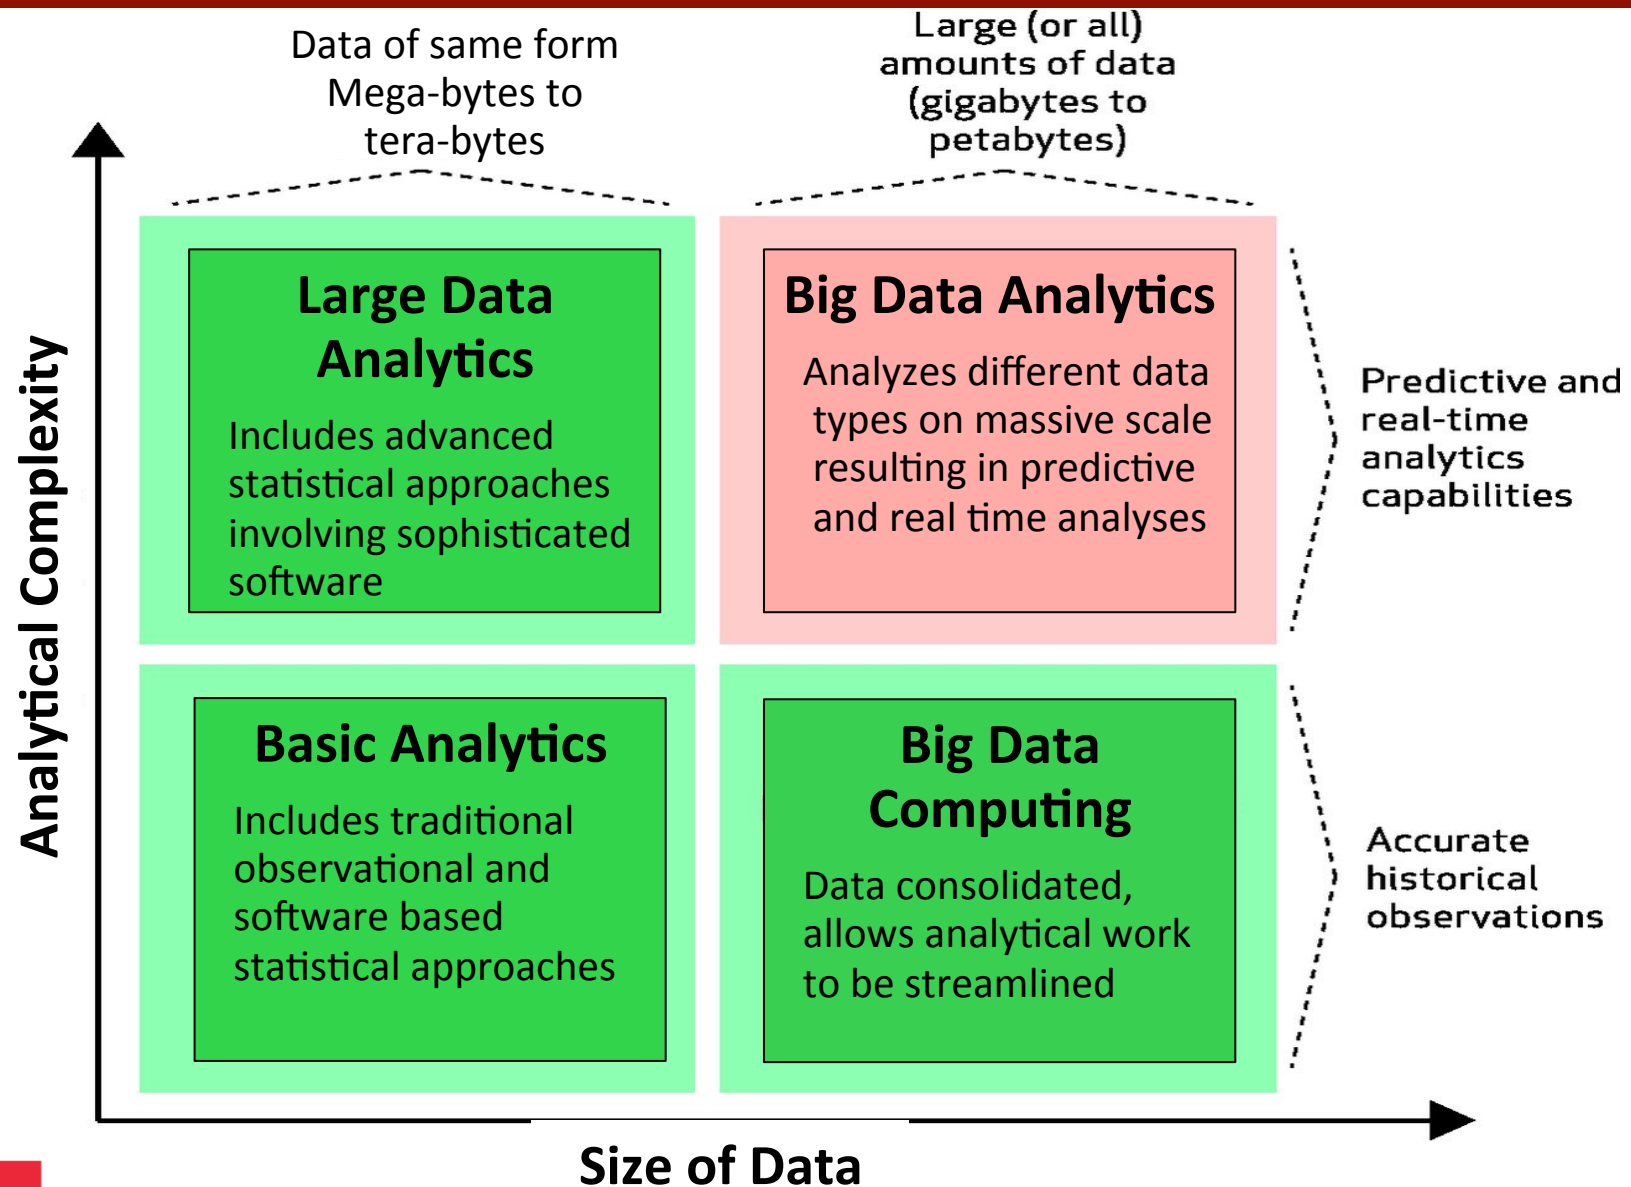 Data of same form
Mega-bytes to
tera-bytes
Large (or all)
amounts of data
(gigabytes to
petabytes)
Analytical Complexity
Large Data
Analytics
Includes advanced
statistical approaches
involving sophisticated
software
Big Data Analytics
Analyzes different data
types on massive scale
resulting in predictive
and real time analyses
Predictive and
real-time
analytics
capabilities
Basic Analytics
Includes traditional
observational and
software based
statistical approaches
Big Data
Computing
Data consolidated,
allows analytical work
to be streamlined
Accurate
historical
observations
Size of Data